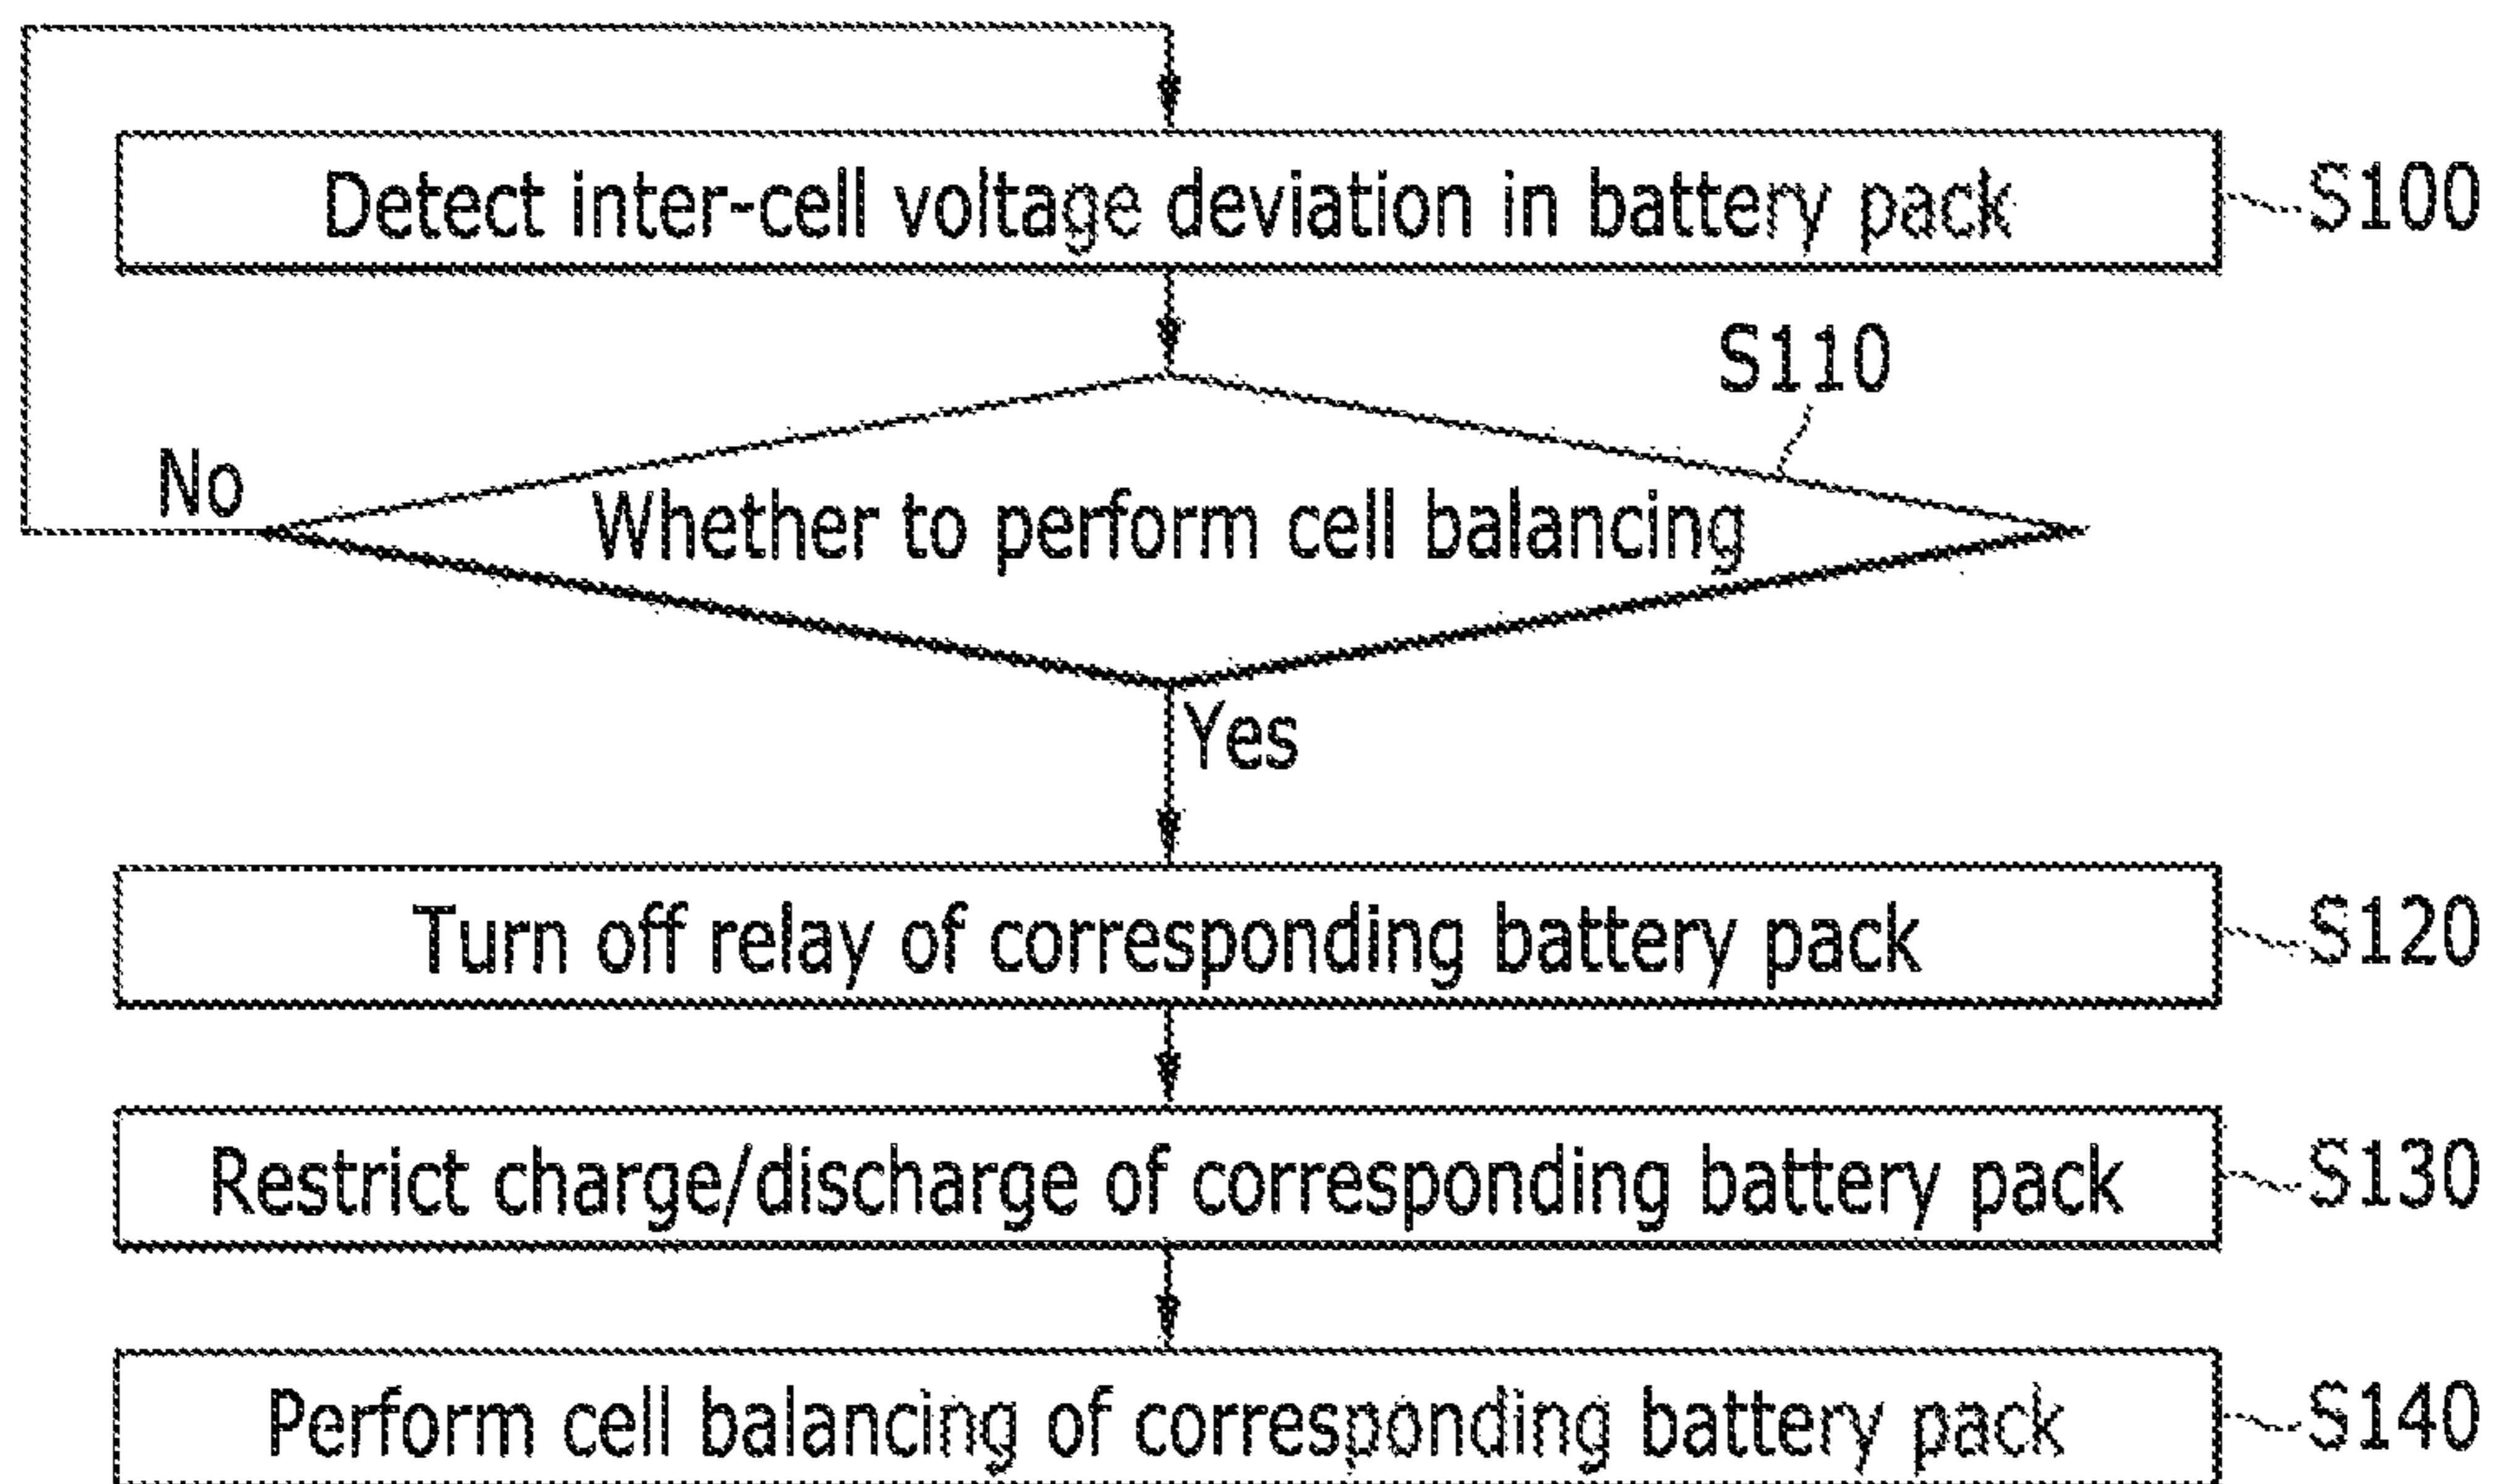 Detect inter-cell voltage deviation in battery pack
S100
S110
No
Whether to perform cell balancing
Yes
Turn off relay of corresponding battery pack
S120
Restrict charge/discharge of corresponding battery pack
S130
Perform cell balancing of corresponding battery pack
S140